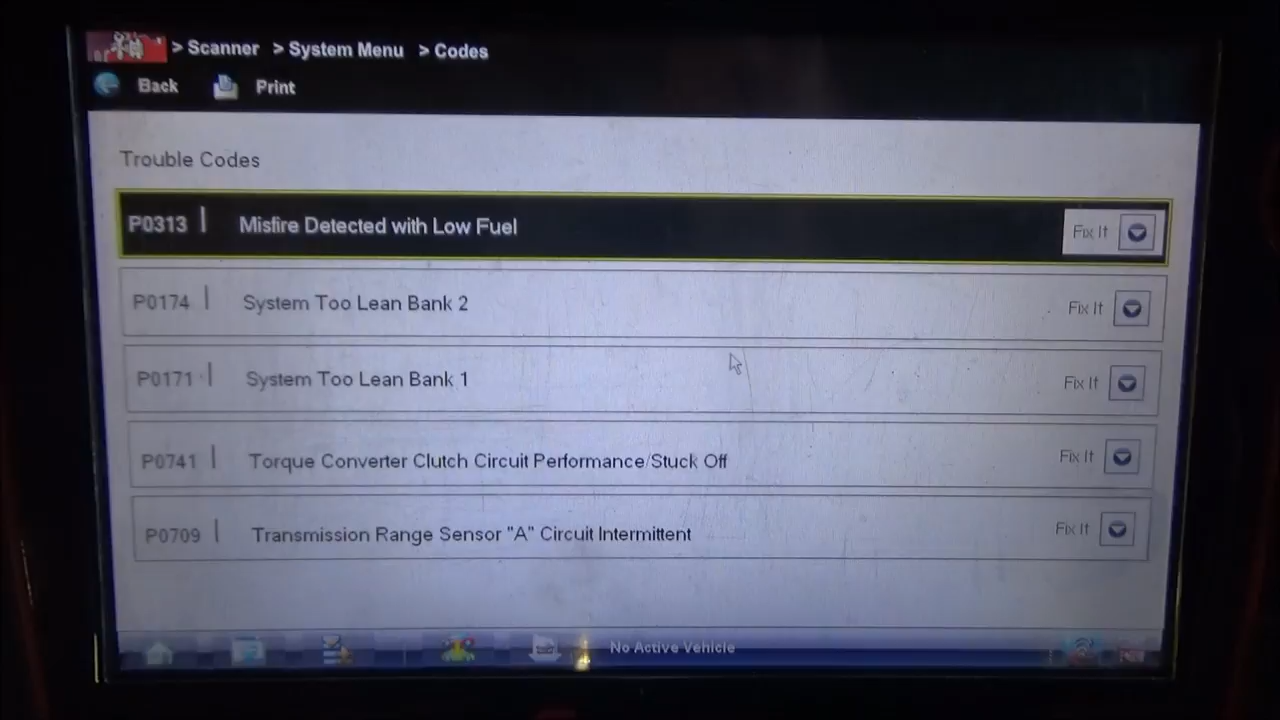 > Scanner > System Menu > Codes
Back Print
Trouble Codes
P0313 | Misfire Detected with Low Fuel Fix It
P0174 | System Too Lean Bank 2 Fix It
P0171 | System Too Lean Bank 1 Fix It
P0741 | Torque Converter Clutch Circuit Performance/Stuck Off Fix It
P0709 | Transmission Range Sensor "A" Circuit Intermittent Fix It
No Active Vehicle